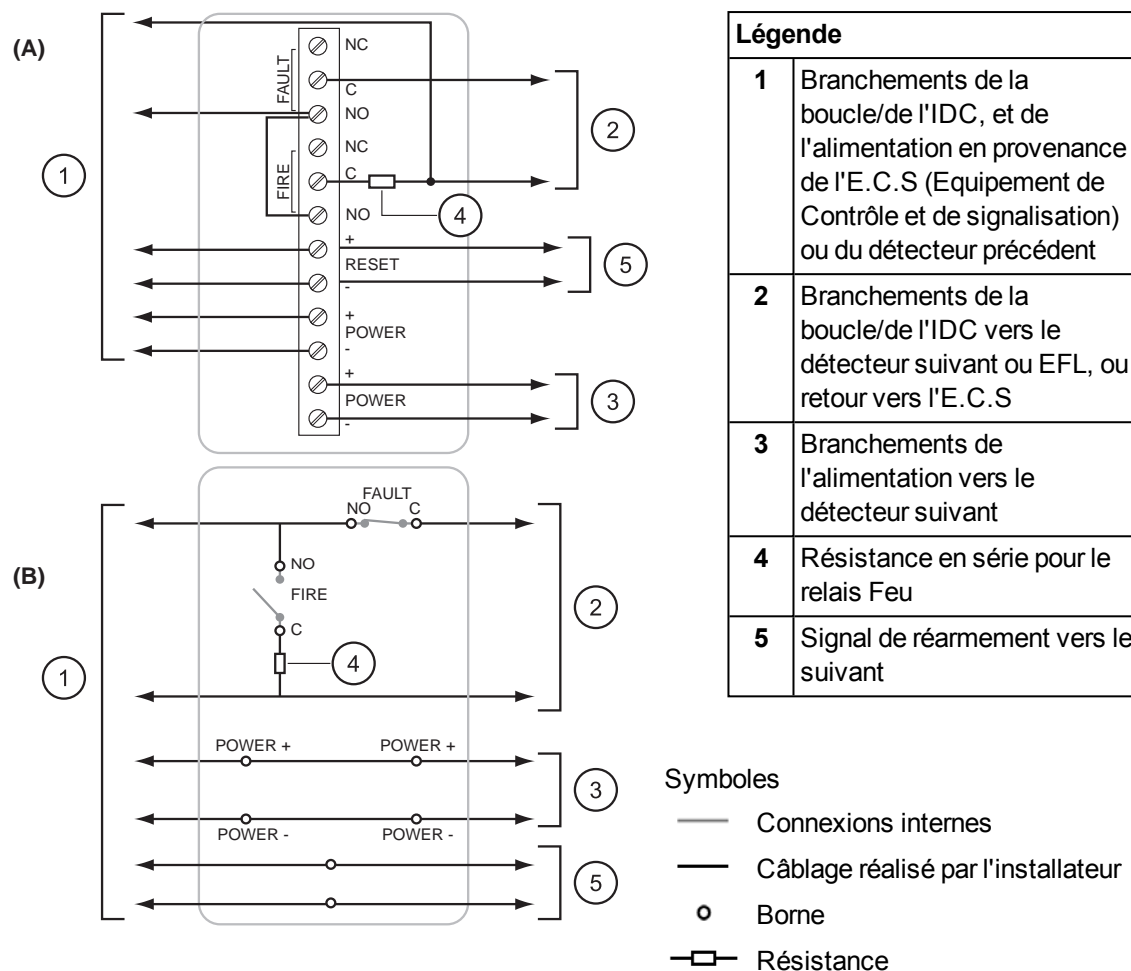 (A)
1
FAULT
FIRE
NC
C
NO
NC
C
NO
+
RESET
-
+
POWER
-
+
POWER
-
2
4
5
3
(B)
1
FAULT
NO C
NO
FIRE
C
4
2
POWER + POWER +
3
POWER - POWER -
5
Légende
1 Branchements de la
boucle/de l'IDC, et de
l'alimentation en provenance
de l'E.C.S (Equipement de
Contrôle et de signalisation)
ou du détecteur précédent
2 Branchements de la
boucle/de l'IDC vers le
détecteur suivant ou EFL, ou
retour vers l'E.C.S
3 Branchements de
l'alimentation vers le
détecteur suivant
4 Résistance en série pour le
relais Feu
5 Signal de réarmement vers le
suivant
Symboles
Connexions internes
Câblage réalisé par l'installateur
Borne
Résistance